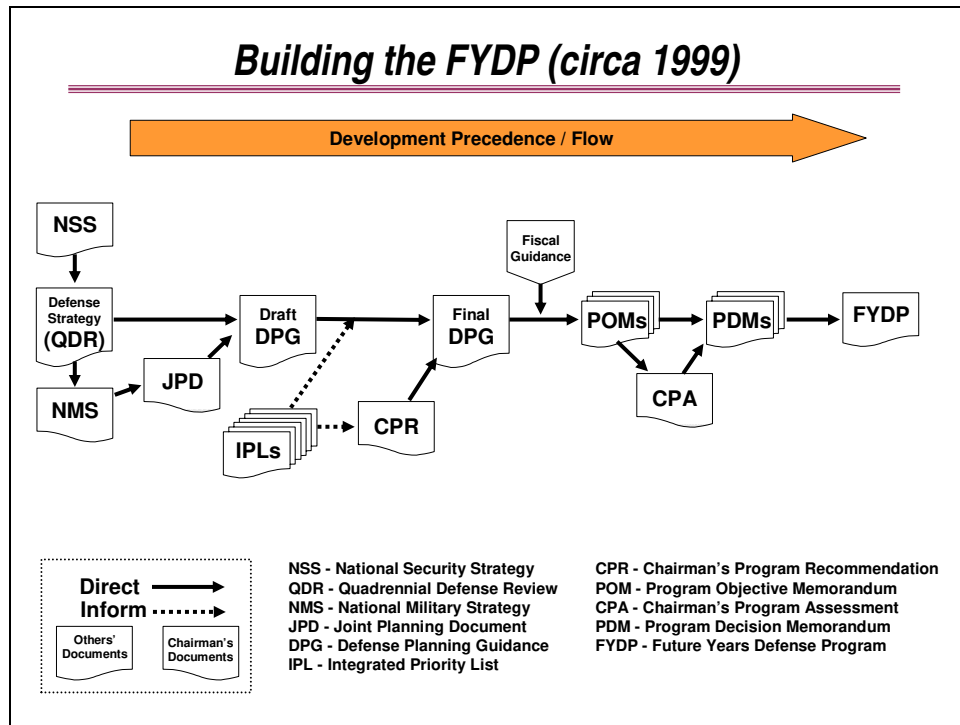 Building the FYDP (circa 1999)
Development Precedence / Flow
NSS
Fiscal
Guidance
Defense
Strategy
(QDR)
Draft
DPG
Final
DPG
POMs
PDMs
FYDP
JPD
NMS
CPR
CPA
IPLs
Direct
Inform
Others'
Documents
Chairman's
Documents
NSS - National Security Strategy
QDR - Quadrennial Defense Review
NMS - National Military Strategy
JPD - Joint Planning Document
DPG - Defense Planning Guidance
IPL - Integrated Priority List
CPR - Chairman's Program Recommendation
POM - Program Objective Memorandum
CPA - Chairman's Program Assessment
PDM - Program Decision Memorandum
FYDP - Future Years Defense Program